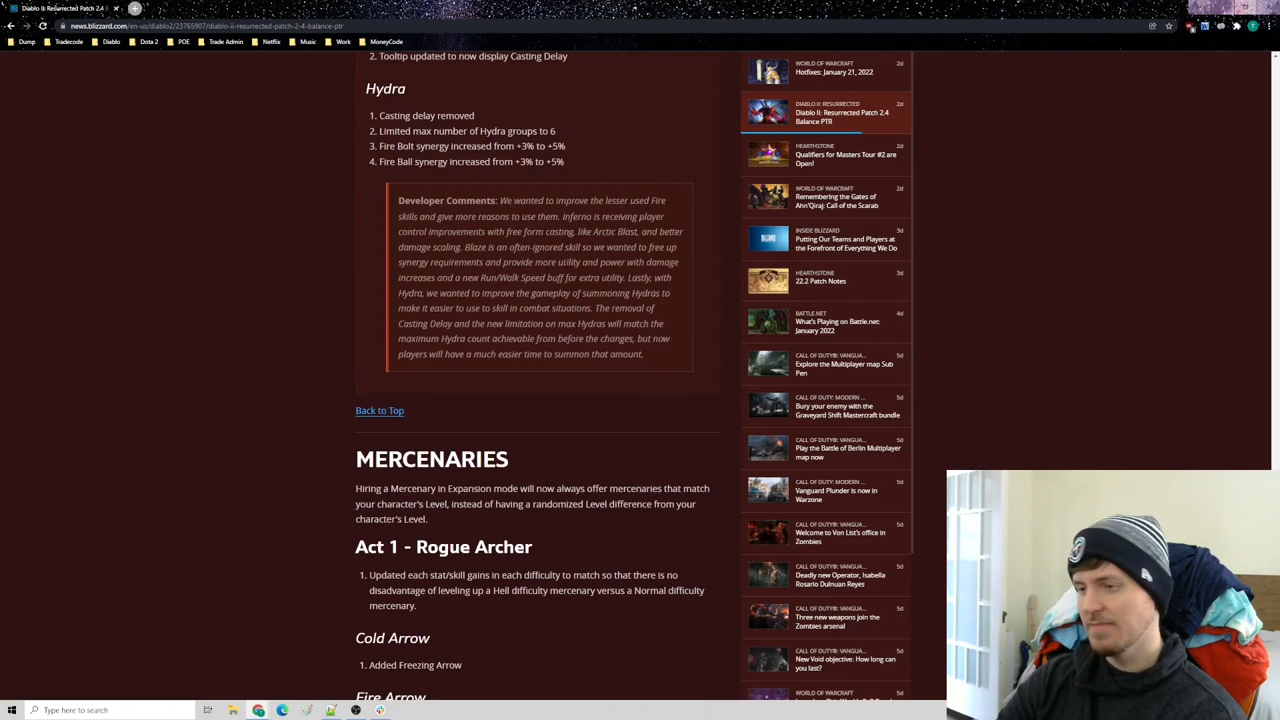 Diablo II: Resurrected Patch 2.4
news.blizzard.com/en-us/diablo2/23765907/diablo-ii-resurrected-patch-2-4-balance-ptr
Dump
Tradecode
Diablo
Dota 2
POE
Trade Admin
Netflix
Music
Work
MoneyCode
2. Tooltip updated to now display Casting Delay
Hydra
1. Casting delay removed
2. Limited max number of Hydra groups to 6
3. Fire Bolt synergy increased from +3% to +5%
4. Fire Ball synergy increased from +3% to +5%
Developer Comments: We wanted to improve the lesser used Fire
skills and give more reasons to use them. Inferno is receiving player
control improvements with free form casting, like Arctic Blast, and better
damage scaling. Blaze is an often-ignored skill so we wanted to free up
synergy requirements and provide more utility and power with damage
increases and a new Run/Walk Speed buff for extra utility. Lastly, with
Hydra, we wanted to improve the gameplay of summoning Hydras to
make it easier to use to skill in combat situations. The removal of
Casting Delay and the new limitation on max Hydras will match the
maximum Hydra count achievable from before the changes, but now
players will have a much easier time to summon that amount.
Back to Top
MERCENARIES
Hiring a Mercenary in Expansion mode will now always offer mercenaries that match
your character's Level, instead of having a randomized Level difference from your
character's Level.
Act 1 - Rogue Archer
1. Updated each stat/skill gains in each difficulty to match so that there is no
disadvantage of leveling up a Hell difficulty mercenary versus a Normal difficulty
mercenary.
Cold Arrow
1. Added Freezing Arrow
Fire Arrow
WORLD OF WARCRAFT 2d
Hotfixes: January 21, 2022
DIABLO II: RESURRECTED 2d
Diablo II: Resurrected Patch 2.4
Balance PTR
HEARTHSTONE 2d
Qualifiers for Masters Tour #2 are
Open!
WORLD OF WARCRAFT 2d
Remembering the Gates of
Ahn'Qiraj: Call of the Scarab
INSIDE BLIZZARD 3d
Putting Our Teams and Players at
the Forefront of Everything We Do
HEARTHSTONE 3d
22.2 Patch Notes
BATTLE.NET 4d
What's Playing on Battle.net:
January 2022
CALL OF DUTY®: VANGUA... 5d
Explore the Multiplayer map Sub
Pen
CALL OF DUTY: MODERN ... 5d
Bury your enemy with the
Graveyard Shift Mastercraft bundle
CALL OF DUTY®: VANGUA... 5d
Play the Battle of Berlin Multiplayer
map now
CALL OF DUTY: MODERN ... 5d
Vanguard Plunder is now in
Warzone
CALL OF DUTY®: VANGUA... 5d
Welcome to Von List's office in
Zombies
CALL OF DUTY®: VANGUA... 5d
Deadly new Operator, Isabella
Rosario Dulnuan Reyes
CALL OF DUTY®: VANGUA... 5d
Three new weapons join the
Zombies arsenal
CALL OF DUTY®: VANGUA... 5d
New Void objective: How long can
you last?
WORLD OF WARCRAFT 5d
Type here to search